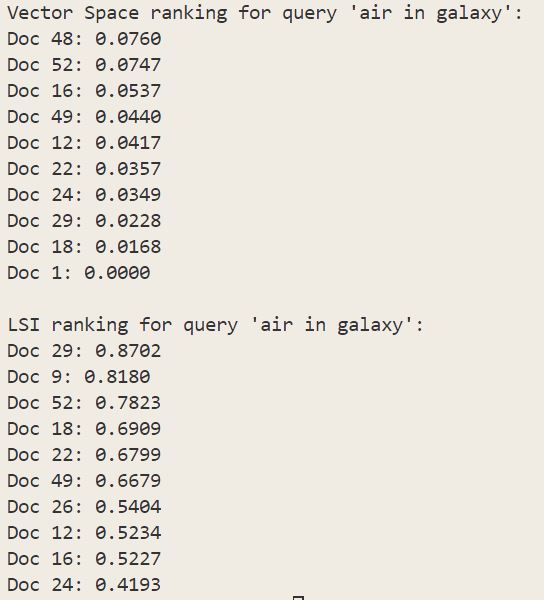 Vector Space ranking for query 'air in galaxy':
Doc 48: 0.0760
Doc 52: 0.0747
Doc 16: 0.0537
Doc 49: 0.0440
Doc 12: 0.0417
Doc 22: 0.0357
Doc 24: 0.0349
Doc 29: 0.0228
Doc 18: 0.0168
Doc 1: 0.0000
LSI ranking for query 'air in galaxy':
Doc 29: 0.8702
Doc 9: 0.8180
Doc 52: 0.7823
Doc 18: 0.6909
Doc 22: 0.6799
Doc 49: 0.6679
Doc 26: 0.5404
Doc 12: 0.5234
Doc 16: 0.5227
Doc 24: 0.4193